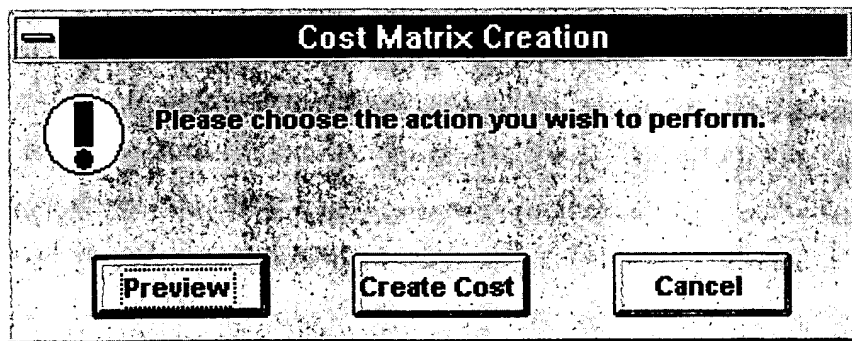 Cost Matrix Creation
Please choose the action you wish to perform.
Preview
Create Cost
Cancel